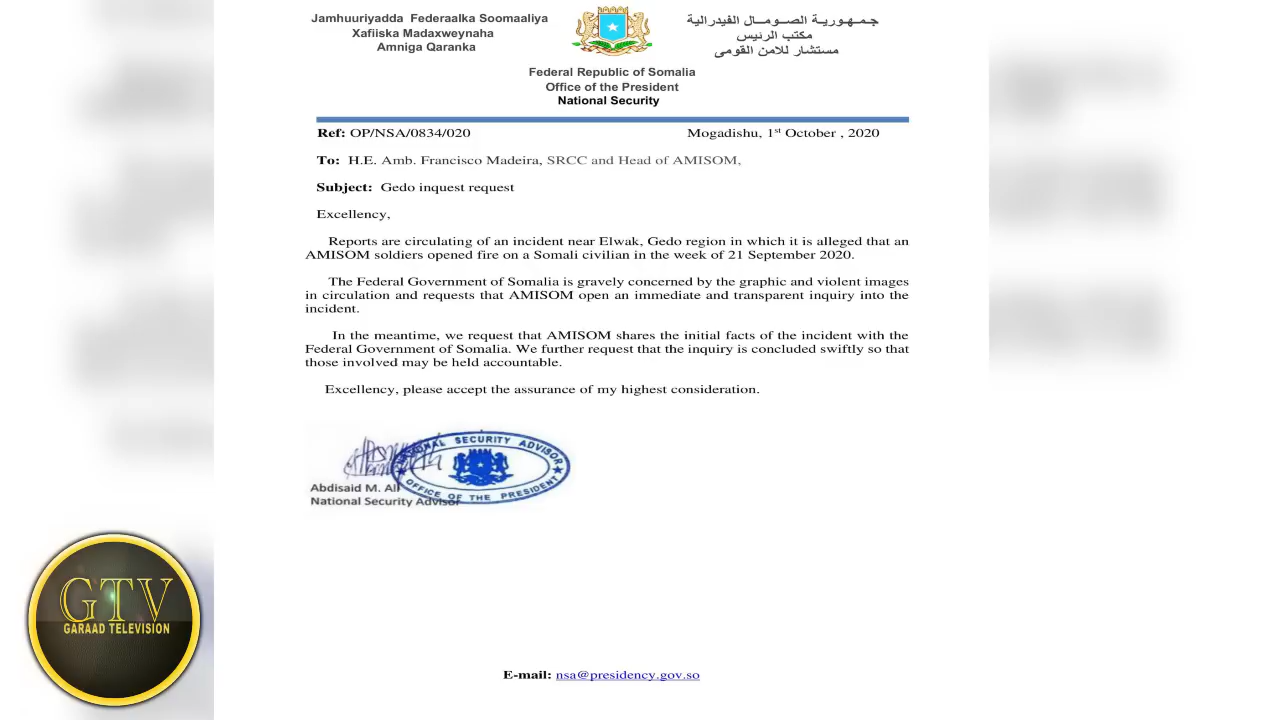 Jamhuuriyadda Federaalka Soomaaliya
Xafiiska Madaxweynaha
Amniga Qaranka
جـمـهـوريـة الصـومـــال الفيدرالية
مكتب الرئيس
مستشار للامن القومى
Federal Republic of Somalia
Office of the President
National Security
Ref: OP/NSA/0834/020 Mogadishu, 1st October , 2020
To: H.E. Amb. Francisco Madeira, SRCC and Head of AMISOM,
Subject: Gedo inquest request
Excellency,
Reports are circulating of an incident near Elwak, Gedo region in which it is alleged that an
AMISOM soldiers opened fire on a Somali civilian in the week of 21 September 2020.
The Federal Government of Somalia is gravely concerned by the graphic and violent images
in circulation and requests that AMISOM open an immediate and transparent inquiry into the
incident.
In the meantime, we request that AMISOM shares the initial facts of the incident with the
Federal Government of Somalia. We further request that the inquiry is concluded swiftly so that
those involved may be held accountable.
Excellency, please accept the assurance of my highest consideration.
NATIONAL SECURITY ADVISOR
OFFICE OF THE PRESIDENT
Abdisaid M. Ali
National Security Advisor
GTV
GARAAD TELEVISION
E-mail: nsa@presidency.gov.so